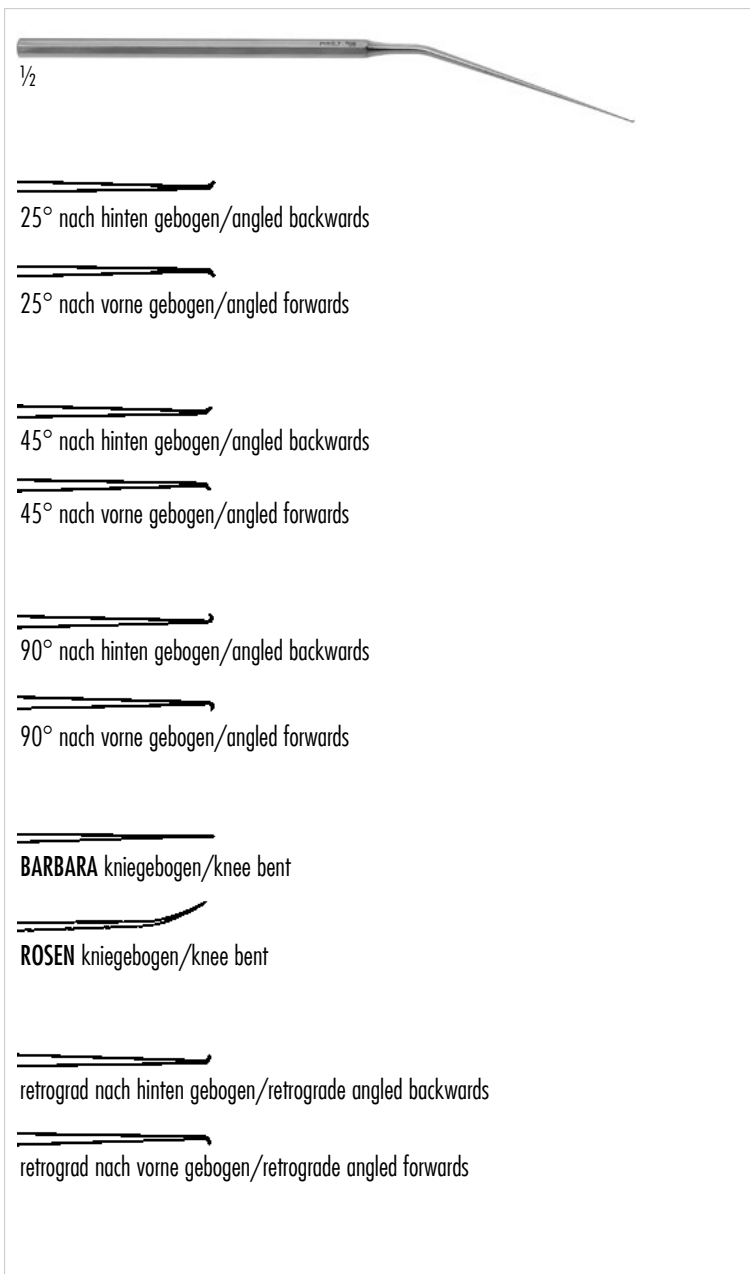 ½
25° nach hinten gebogen/angled backwards
25° nach vorne gebogen/angled forwards
45° nach hinten gebogen/angled backwards
45° nach vorne gebogen/angled forwards
90° nach hinten gebogen/angled backwards
90° nach vorne gebogen/angled forwards
BARBARA kniegebogen/knee bent
ROSEN kniegebogen/knee bent
retrograd nach hinten gebogen/retrograde angled backwards
retrograd nach vorne gebogen/retrograde angled forwards